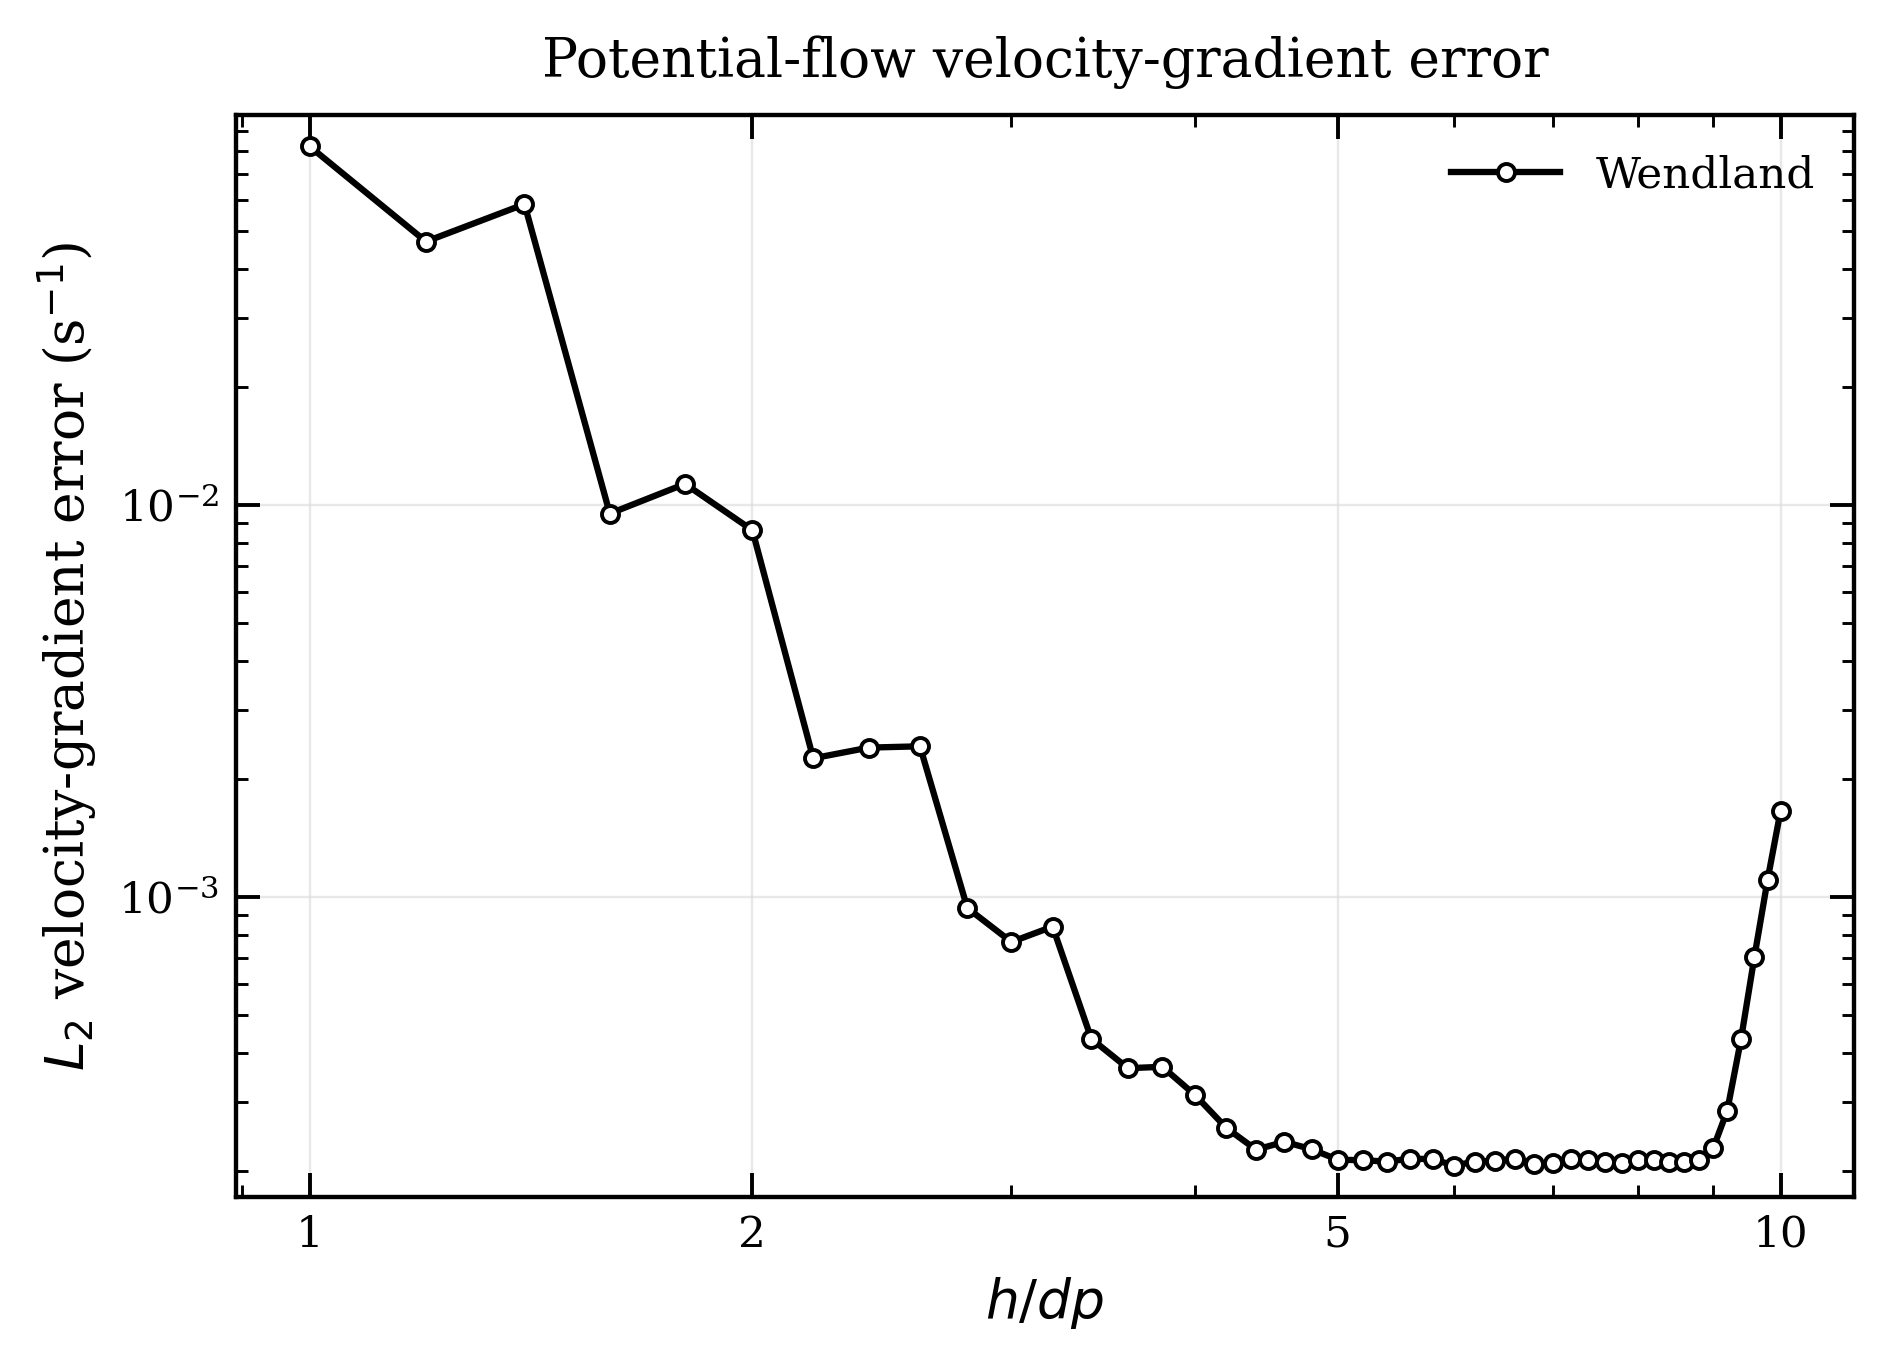 Potential-flow velocity-gradient error
Wendland
L₂ velocity-gradient error (s⁻¹)
10⁻²
10⁻³
1 2 5 10
h/dp